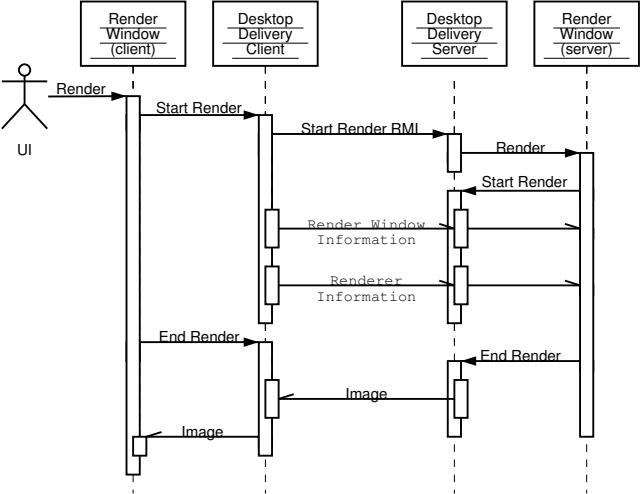 Render
Window
(client)
Desktop
Delivery
Client
Desktop
Delivery
Server
Render
Window
(server)
Render
UI
Start Render
Start Render RMI
Render
Start Render
Render Window
Information
Renderer
Information
End Render
End Render
Image
Image